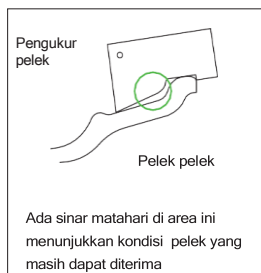 Pengukur
pelek
Pelek pelek
Ada sinar matahari di area ini
menunjukkan kondisi pelek yang
masih dapat diterima